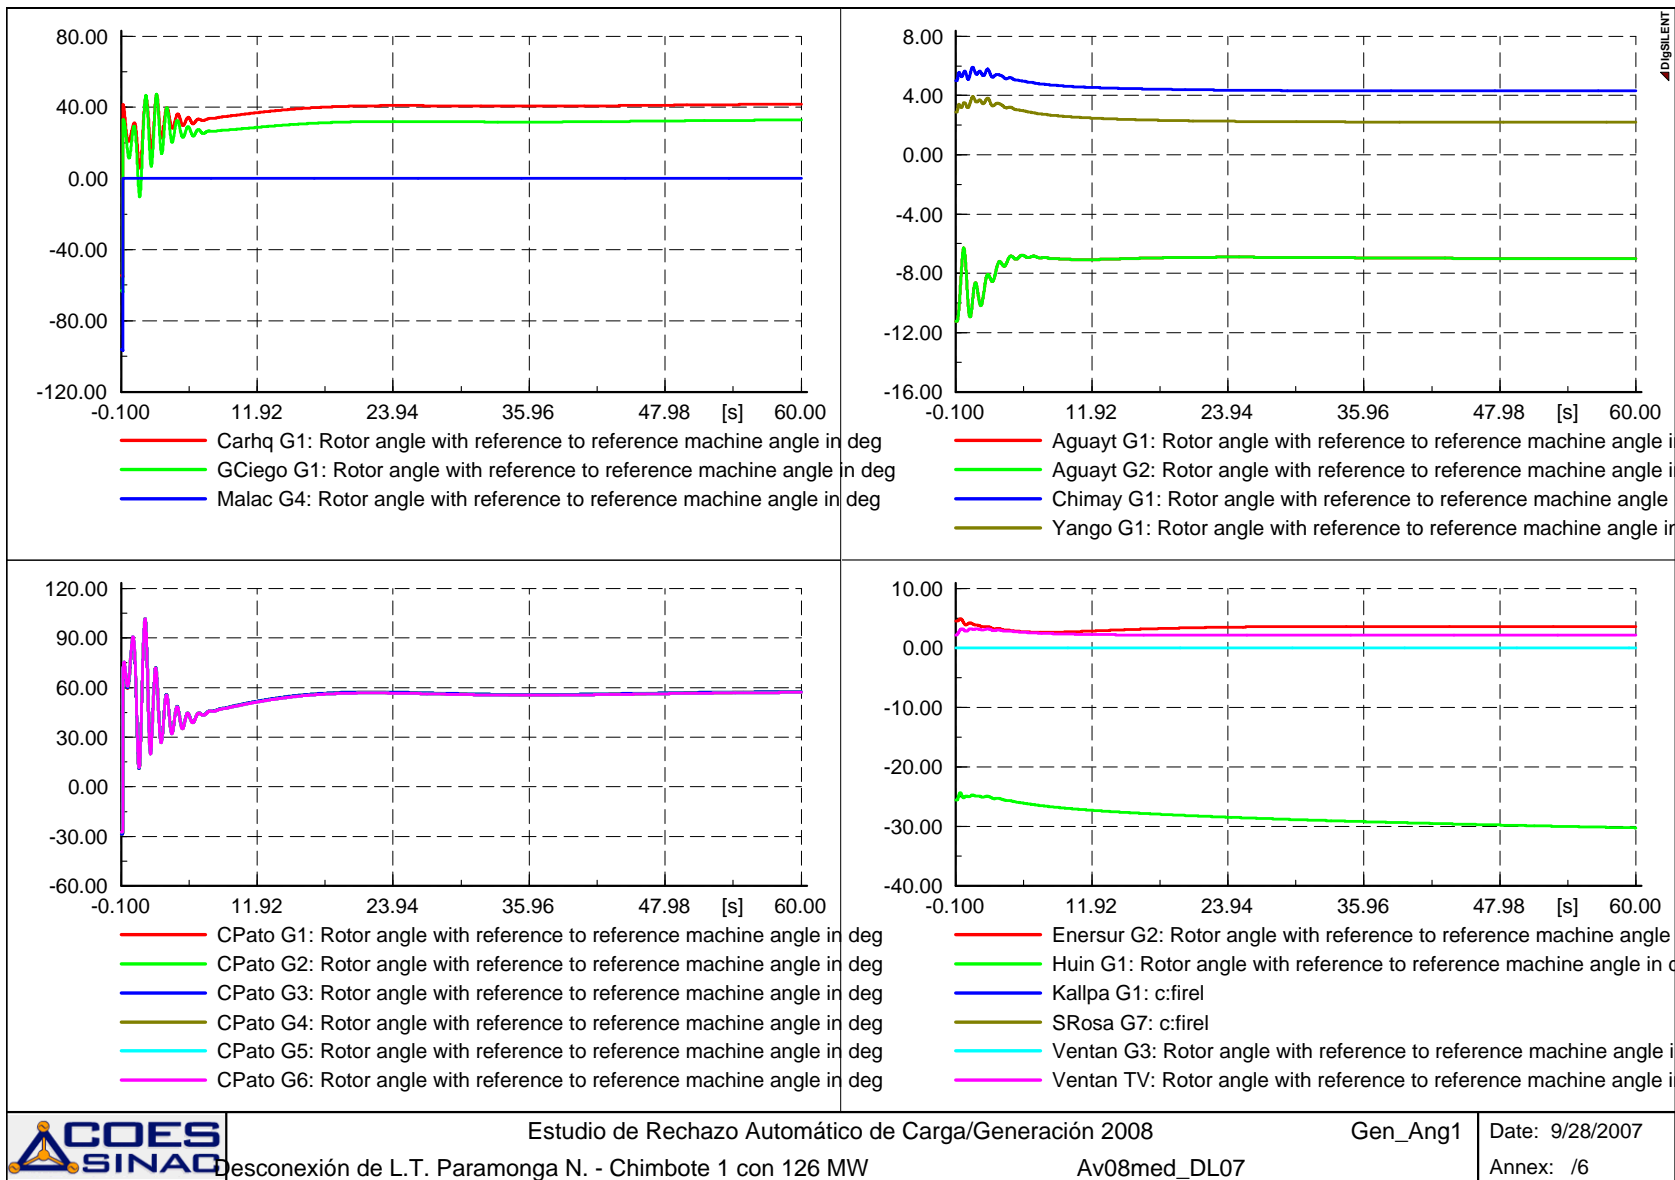 DIgSILENT
80.00
40.00
0.00
-40.00
-80.00
-120.00
-0.100 11.92 23.94 35.96 47.98 [s] 60.00
Carhq G1: Rotor angle with reference to reference machine angle in deg
GCiego G1: Rotor angle with reference to reference machine angle in deg
Malac G4: Rotor angle with reference to reference machine angle in deg
8.00
4.00
0.00
-4.00
-8.00
-12.00
-16.00
-0.100 11.92 23.94 35.96 47.98 [s] 60.00
Aguayt G1: Rotor angle with reference to reference machine angle i
Aguayt G2: Rotor angle with reference to reference machine angle i
Chimay G1: Rotor angle with reference to reference machine angle
Yango G1: Rotor angle with reference to reference machine angle in
120.00
90.00
60.00
30.00
0.00
-30.00
-60.00
-0.100 11.92 23.94 35.96 47.98 [s] 60.00
CPato G1: Rotor angle with reference to reference machine angle in deg
CPato G2: Rotor angle with reference to reference machine angle in deg
CPato G3: Rotor angle with reference to reference machine angle in deg
CPato G4: Rotor angle with reference to reference machine angle in deg
CPato G5: Rotor angle with reference to reference machine angle in deg
CPato G6: Rotor angle with reference to reference machine angle in deg
10.00
0.00
-10.00
-20.00
-30.00
-40.00
-0.100 11.92 23.94 35.96 47.98 [s] 60.00
Enersur G2: Rotor angle with reference to reference machine angle
Huin G1: Rotor angle with reference to reference machine angle in d
Kallpa G1: c:firel
SRosa G7: c:firel
Ventan G3: Rotor angle with reference to reference machine angle i
Ventan TV: Rotor angle with reference to reference machine angle i
COES
SINAC
Estudio de Rechazo Automático de Carga/Generación 2008 Gen_Ang1
Desconexión de L.T. Paramonga N. - Chimbote 1 con 126 MW Av08med_DL07
Date: 9/28/2007
Annex: /6